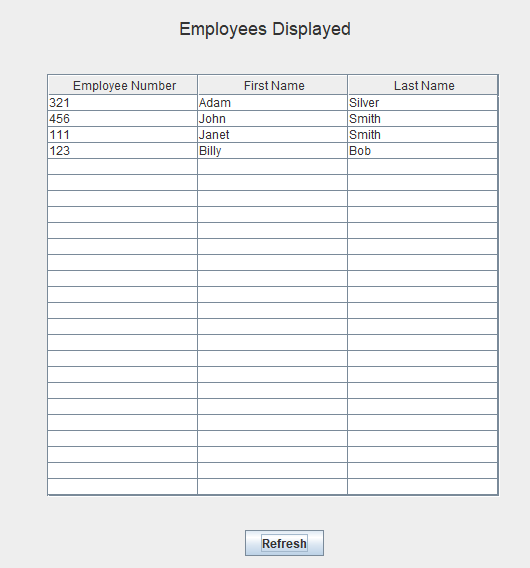 Employees Displayed
Employee Number First Name Last Name
321 Adam Silver
456 John Smith
111 Janet Smith
123 Billy Bob
Refresh